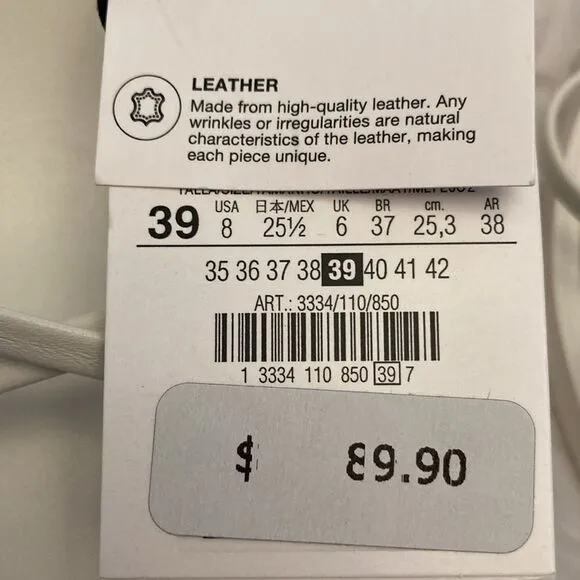 LEATHER
Made from high-quality leather. Any
wrinkles or irregularities are natural
characteristics of the leather, making
each piece unique.
39 USA 日本/MEX UK BR cm. AR
8 25½ 6 37 25,3 38
35 36 37 38 39 40 41 42
ART.: 3334/110/850
1 3334 110 850 39 7
$ 89.90